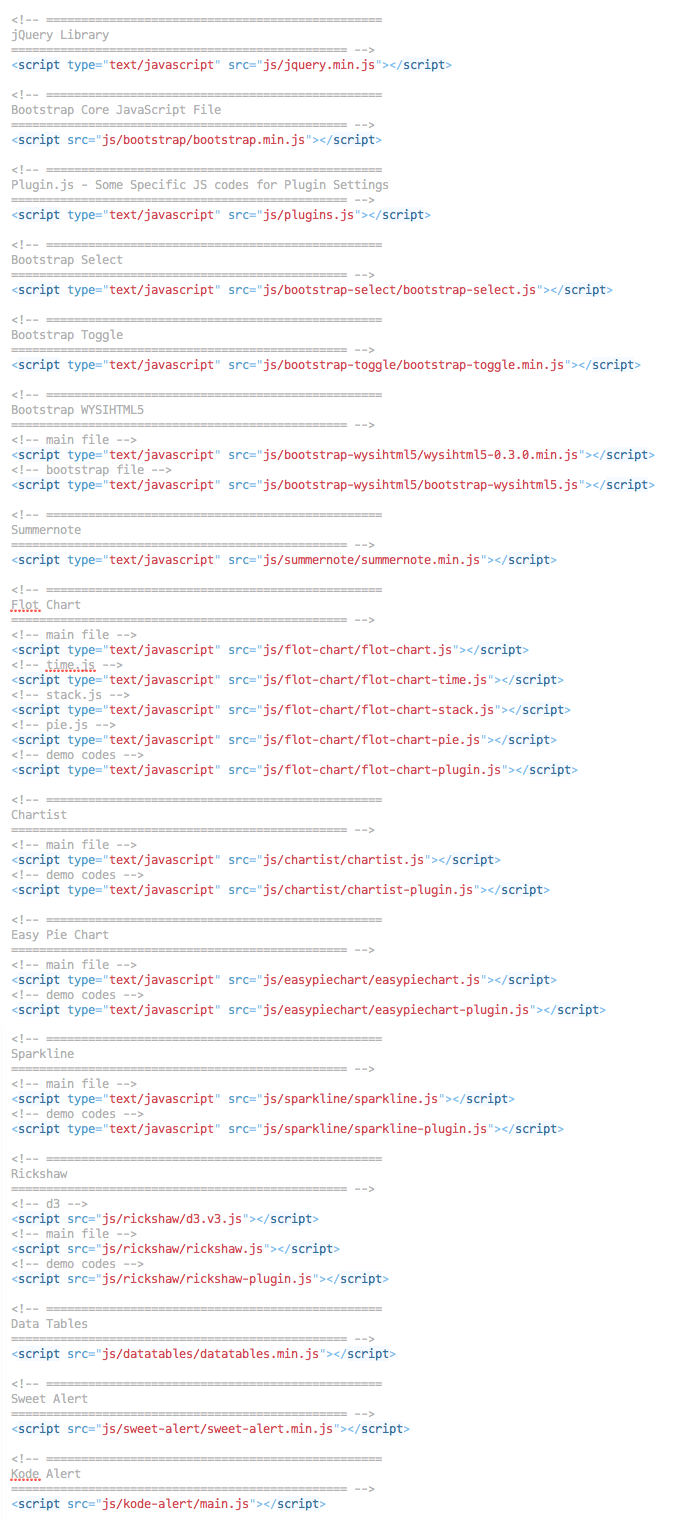 <!-- ================================================
jQuery Library
================================================ -->
<script type="text/javascript" src="js/jquery.min.js"></script>
<!-- ================================================
Bootstrap Core JavaScript File
================================================ -->
<script src="js/bootstrap/bootstrap.min.js"></script>
<!-- ================================================
Plugin.js - Some Specific JS codes for Plugin Settings
================================================ -->
<script type="text/javascript" src="js/plugins.js"></script>
<!-- ================================================
Bootstrap Select
================================================ -->
<script type="text/javascript" src="js/bootstrap-select/bootstrap-select.js"></script>
<!-- ================================================
Bootstrap Toggle
================================================ -->
<script type="text/javascript" src="js/bootstrap-toggle/bootstrap-toggle.min.js"></script>
<!-- ================================================
Bootstrap WYSIHTML5
================================================ -->
<!-- main file -->
<script type="text/javascript" src="js/bootstrap-wysihtml5/wysihtml5-0.3.0.min.js"></script>
<!-- bootstrap file -->
<script type="text/javascript" src="js/bootstrap-wysihtml5/bootstrap-wysihtml5.js"></script>
<!-- ================================================
Summernote
================================================ -->
<script type="text/javascript" src="js/summernote/summernote.min.js"></script>
<!-- ================================================
Flot Chart
================================================ -->
<!-- main file -->
<script type="text/javascript" src="js/flot-chart/flot-chart.js"></script>
<!-- time.js -->
<script type="text/javascript" src="js/flot-chart/flot-chart-time.js"></script>
<!-- stack.js -->
<script type="text/javascript" src="js/flot-chart/flot-chart-stack.js"></script>
<!-- pie.js -->
<script type="text/javascript" src="js/flot-chart/flot-chart-pie.js"></script>
<!-- demo codes -->
<script type="text/javascript" src="js/flot-chart/flot-chart-plugin.js"></script>
<!-- ================================================
Chartist
================================================ -->
<!-- main file -->
<script type="text/javascript" src="js/chartist/chartist.js"></script>
<!-- demo codes -->
<script type="text/javascript" src="js/chartist/chartist-plugin.js"></script>
<!-- ================================================
Easy Pie Chart
================================================ -->
<!-- main file -->
<script type="text/javascript" src="js/easypiechart/easypiechart.js"></script>
<!-- demo codes -->
<script type="text/javascript" src="js/easypiechart/easypiechart-plugin.js"></script>
<!-- ================================================
Sparkline
================================================ -->
<!-- main file -->
<script type="text/javascript" src="js/sparkline/sparkline.js"></script>
<!-- demo codes -->
<script type="text/javascript" src="js/sparkline/sparkline-plugin.js"></script>
<!-- ================================================
Rickshaw
================================================ -->
<!-- d3 -->
<script src="js/rickshaw/d3.v3.js"></script>
<!-- main file -->
<script src="js/rickshaw/rickshaw.js"></script>
<!-- demo codes -->
<script src="js/rickshaw/rickshaw-plugin.js"></script>
<!-- ================================================
Data Tables
================================================ -->
<script src="js/datatables/datatables.min.js"></script>
<!-- ================================================
Sweet Alert
================================================ -->
<script src="js/sweet-alert/sweet-alert.min.js"></script>
<!-- ================================================
Kode Alert
================================================ -->
<script src="js/kode-alert/main.js"></script>